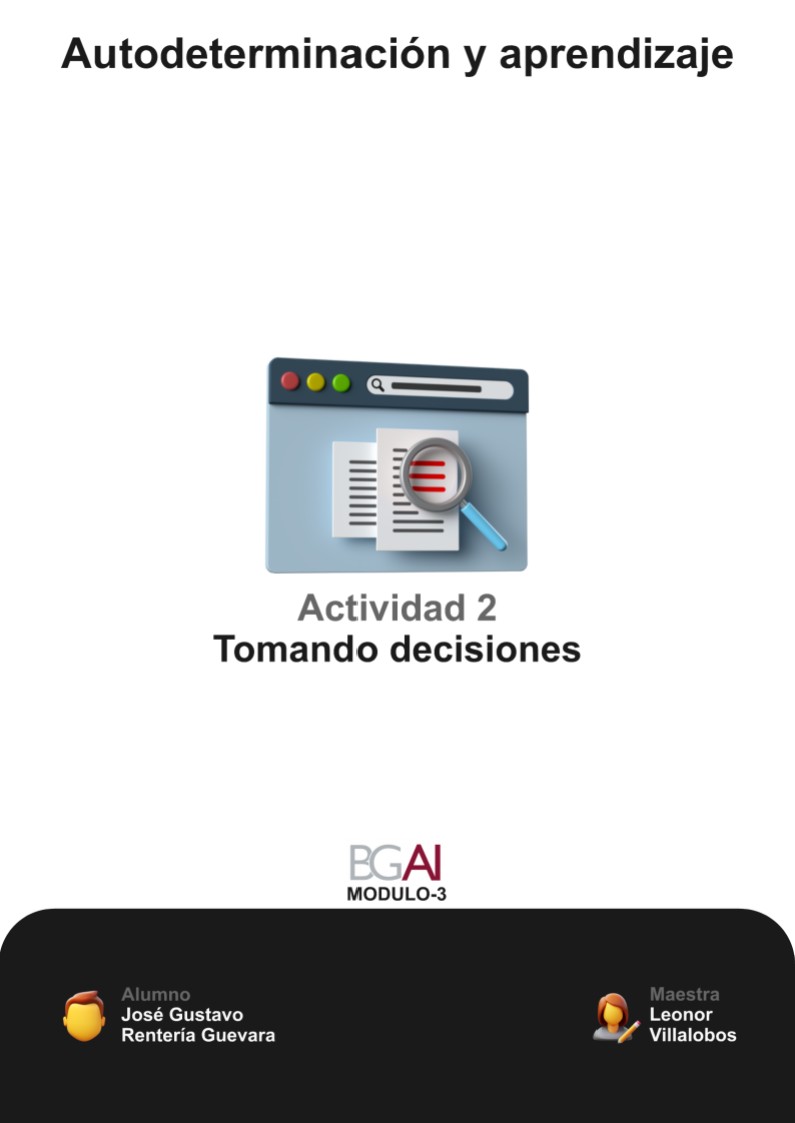 Autodeterminación y aprendizaje
Actividad 2
Tomando decisiones
BGAI
MODULO-3
Alumno
José Gustavo
Rentería Guevara
Maestra
Leonor
Villalobos